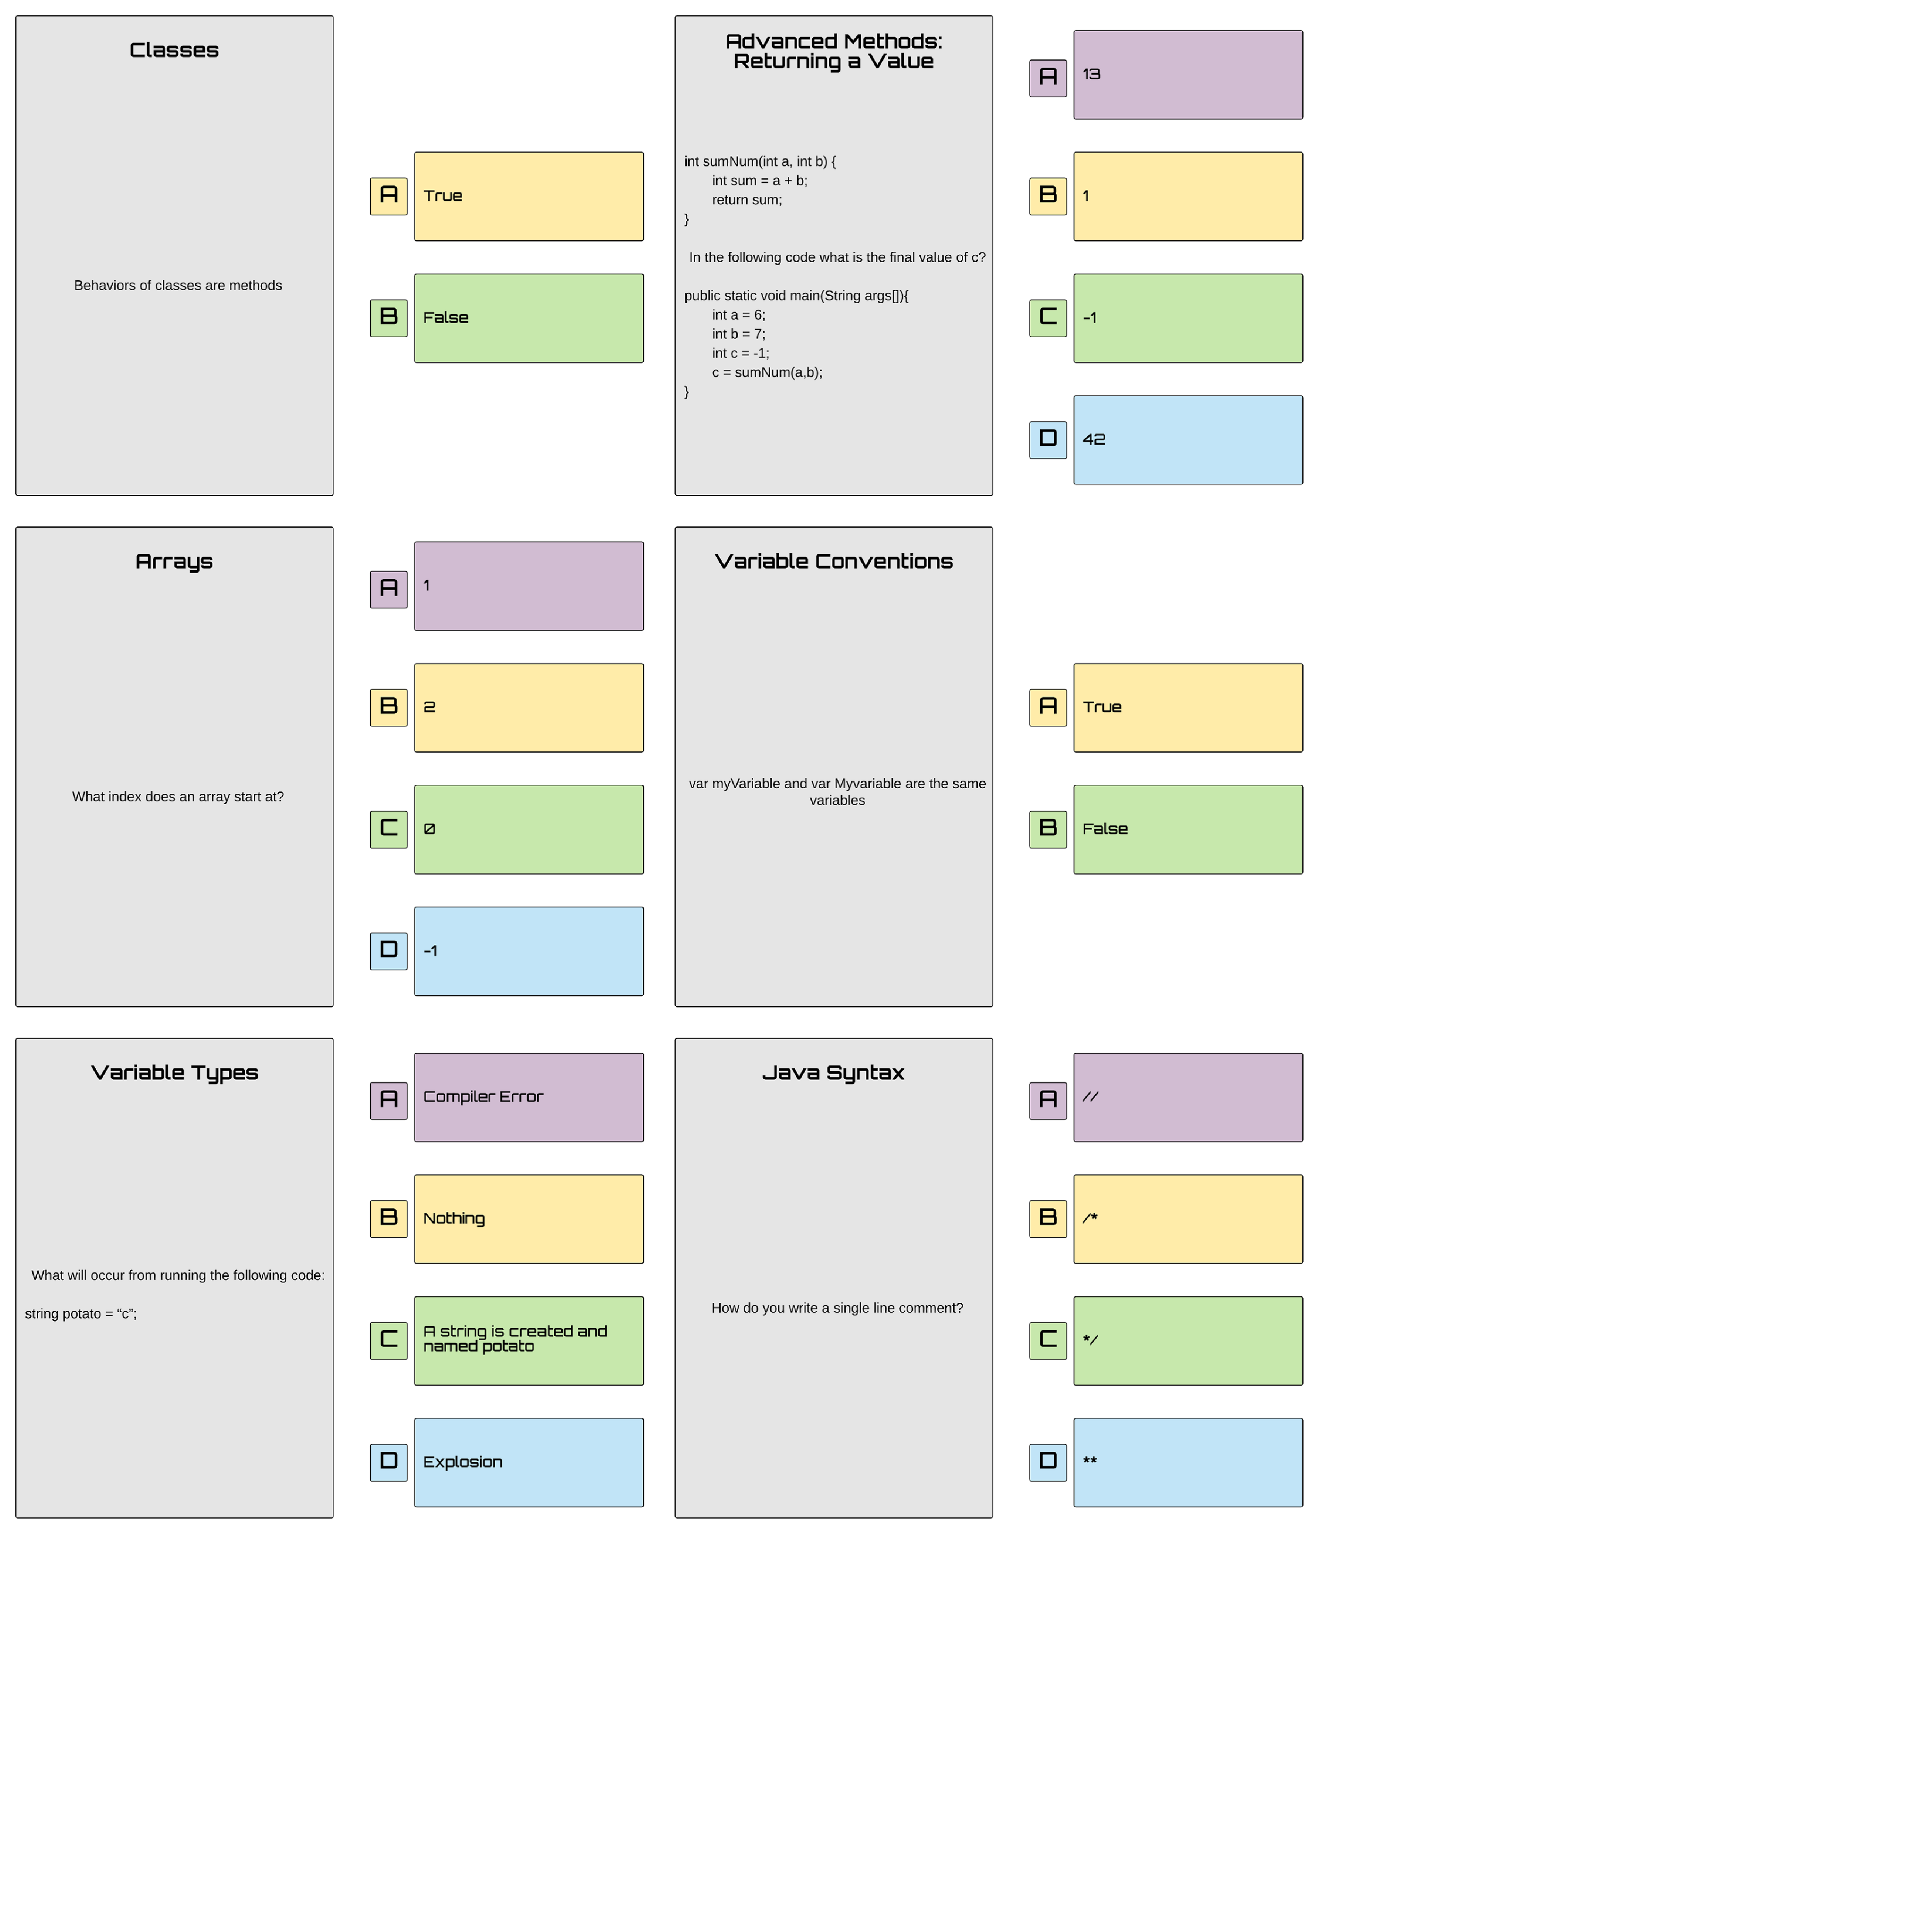 Classes
Behaviors of classes are methods
A
True
B
False
Advanced Methods:
Returning a Value
int sumNum(int a, int b) {
int sum = a + b;
return sum;
}
In the following code what is the final value of c?
public static void main(String args[]){
int a = 6;
int b = 7;
int c = -1;
c = sumNum(a,b);
}
A
13
B
1
C
-1
D
42
Arrays
What index does an array start at?
A
1
B
2
C
0
D
-1
Variable Conventions
var myVariable and var Myvariable are the same
variables
A
True
B
False
Variable Types
What will occur from running the following code:
string potato = “c”;
A
Compiler Error
B
Nothing
C
A string is created and
named potato
D
Explosion
Java Syntax
How do you write a single line comment?
A
//
B
/*
C
*/
D
**